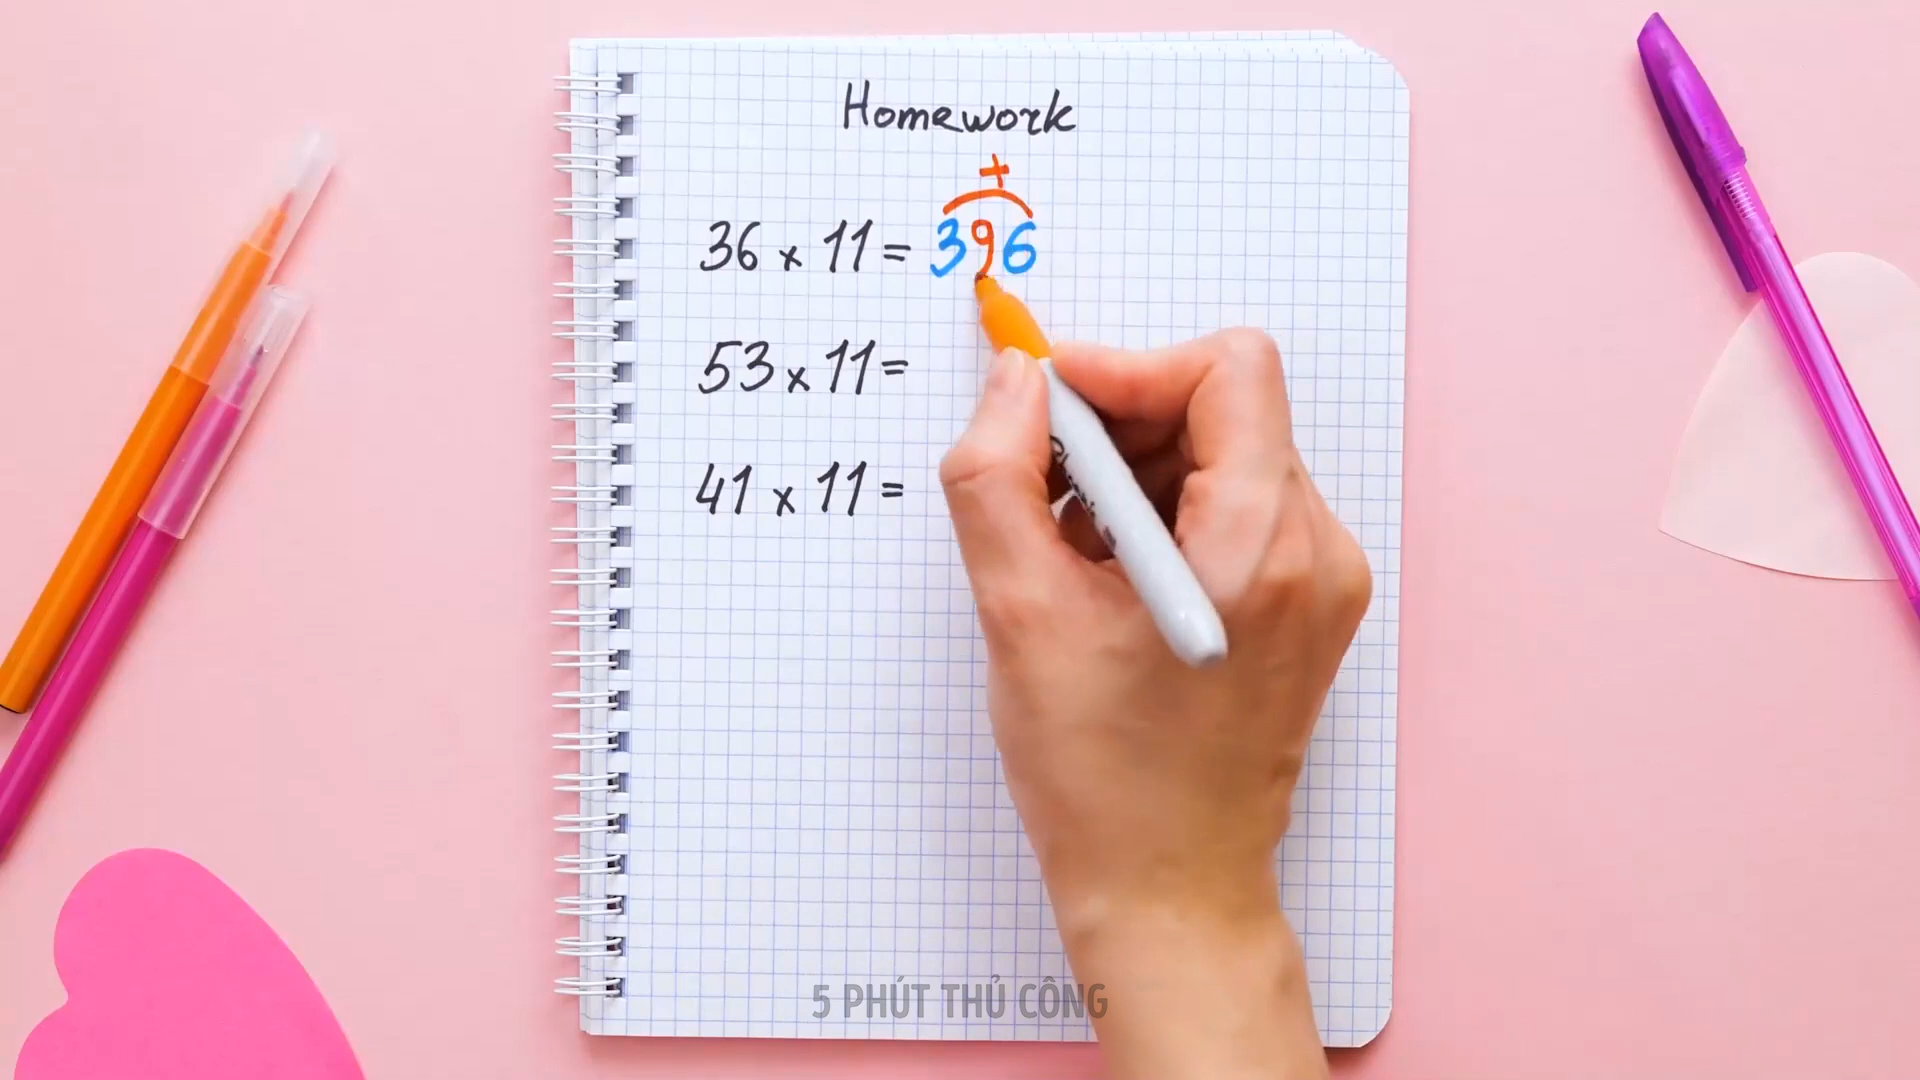 Homework
+
36 x 11 = 396
53 x 11 =
41 x 11 =
5 PHÚT THỦ CÔNG